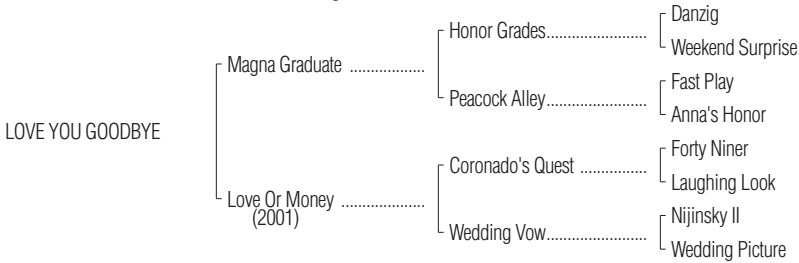 Danzig
Honor Grades........................
Weekend Surprise
Magna Graduate ..................
Fast Play
Peacock Alley........................
Anna's Honor
LOVE YOU GOODBYE
Forty Niner
Coronado's Quest ................
Laughing Look
Love Or Money ....................
(2001)
Nijinsky II
Wedding Vow........................
Wedding Picture